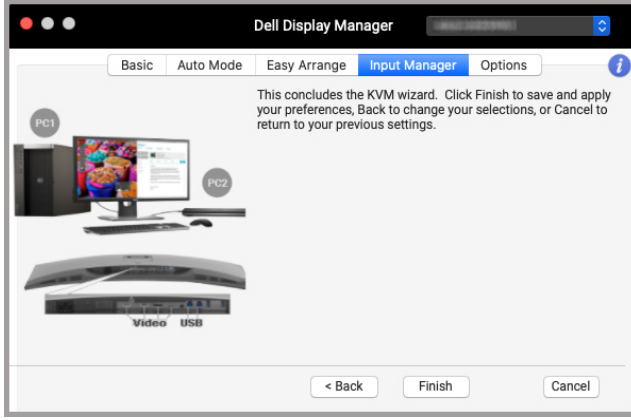 Dell Display Manager
Basic
Auto Mode
Easy Arrange
Input Manager
Options
i
This concludes the KVM wizard. Click Finish to save and apply
your preferences, Back to change your selections, or Cancel to
return to your previous settings.
PC1
PC2
Video
USB
< Back
Finish
Cancel